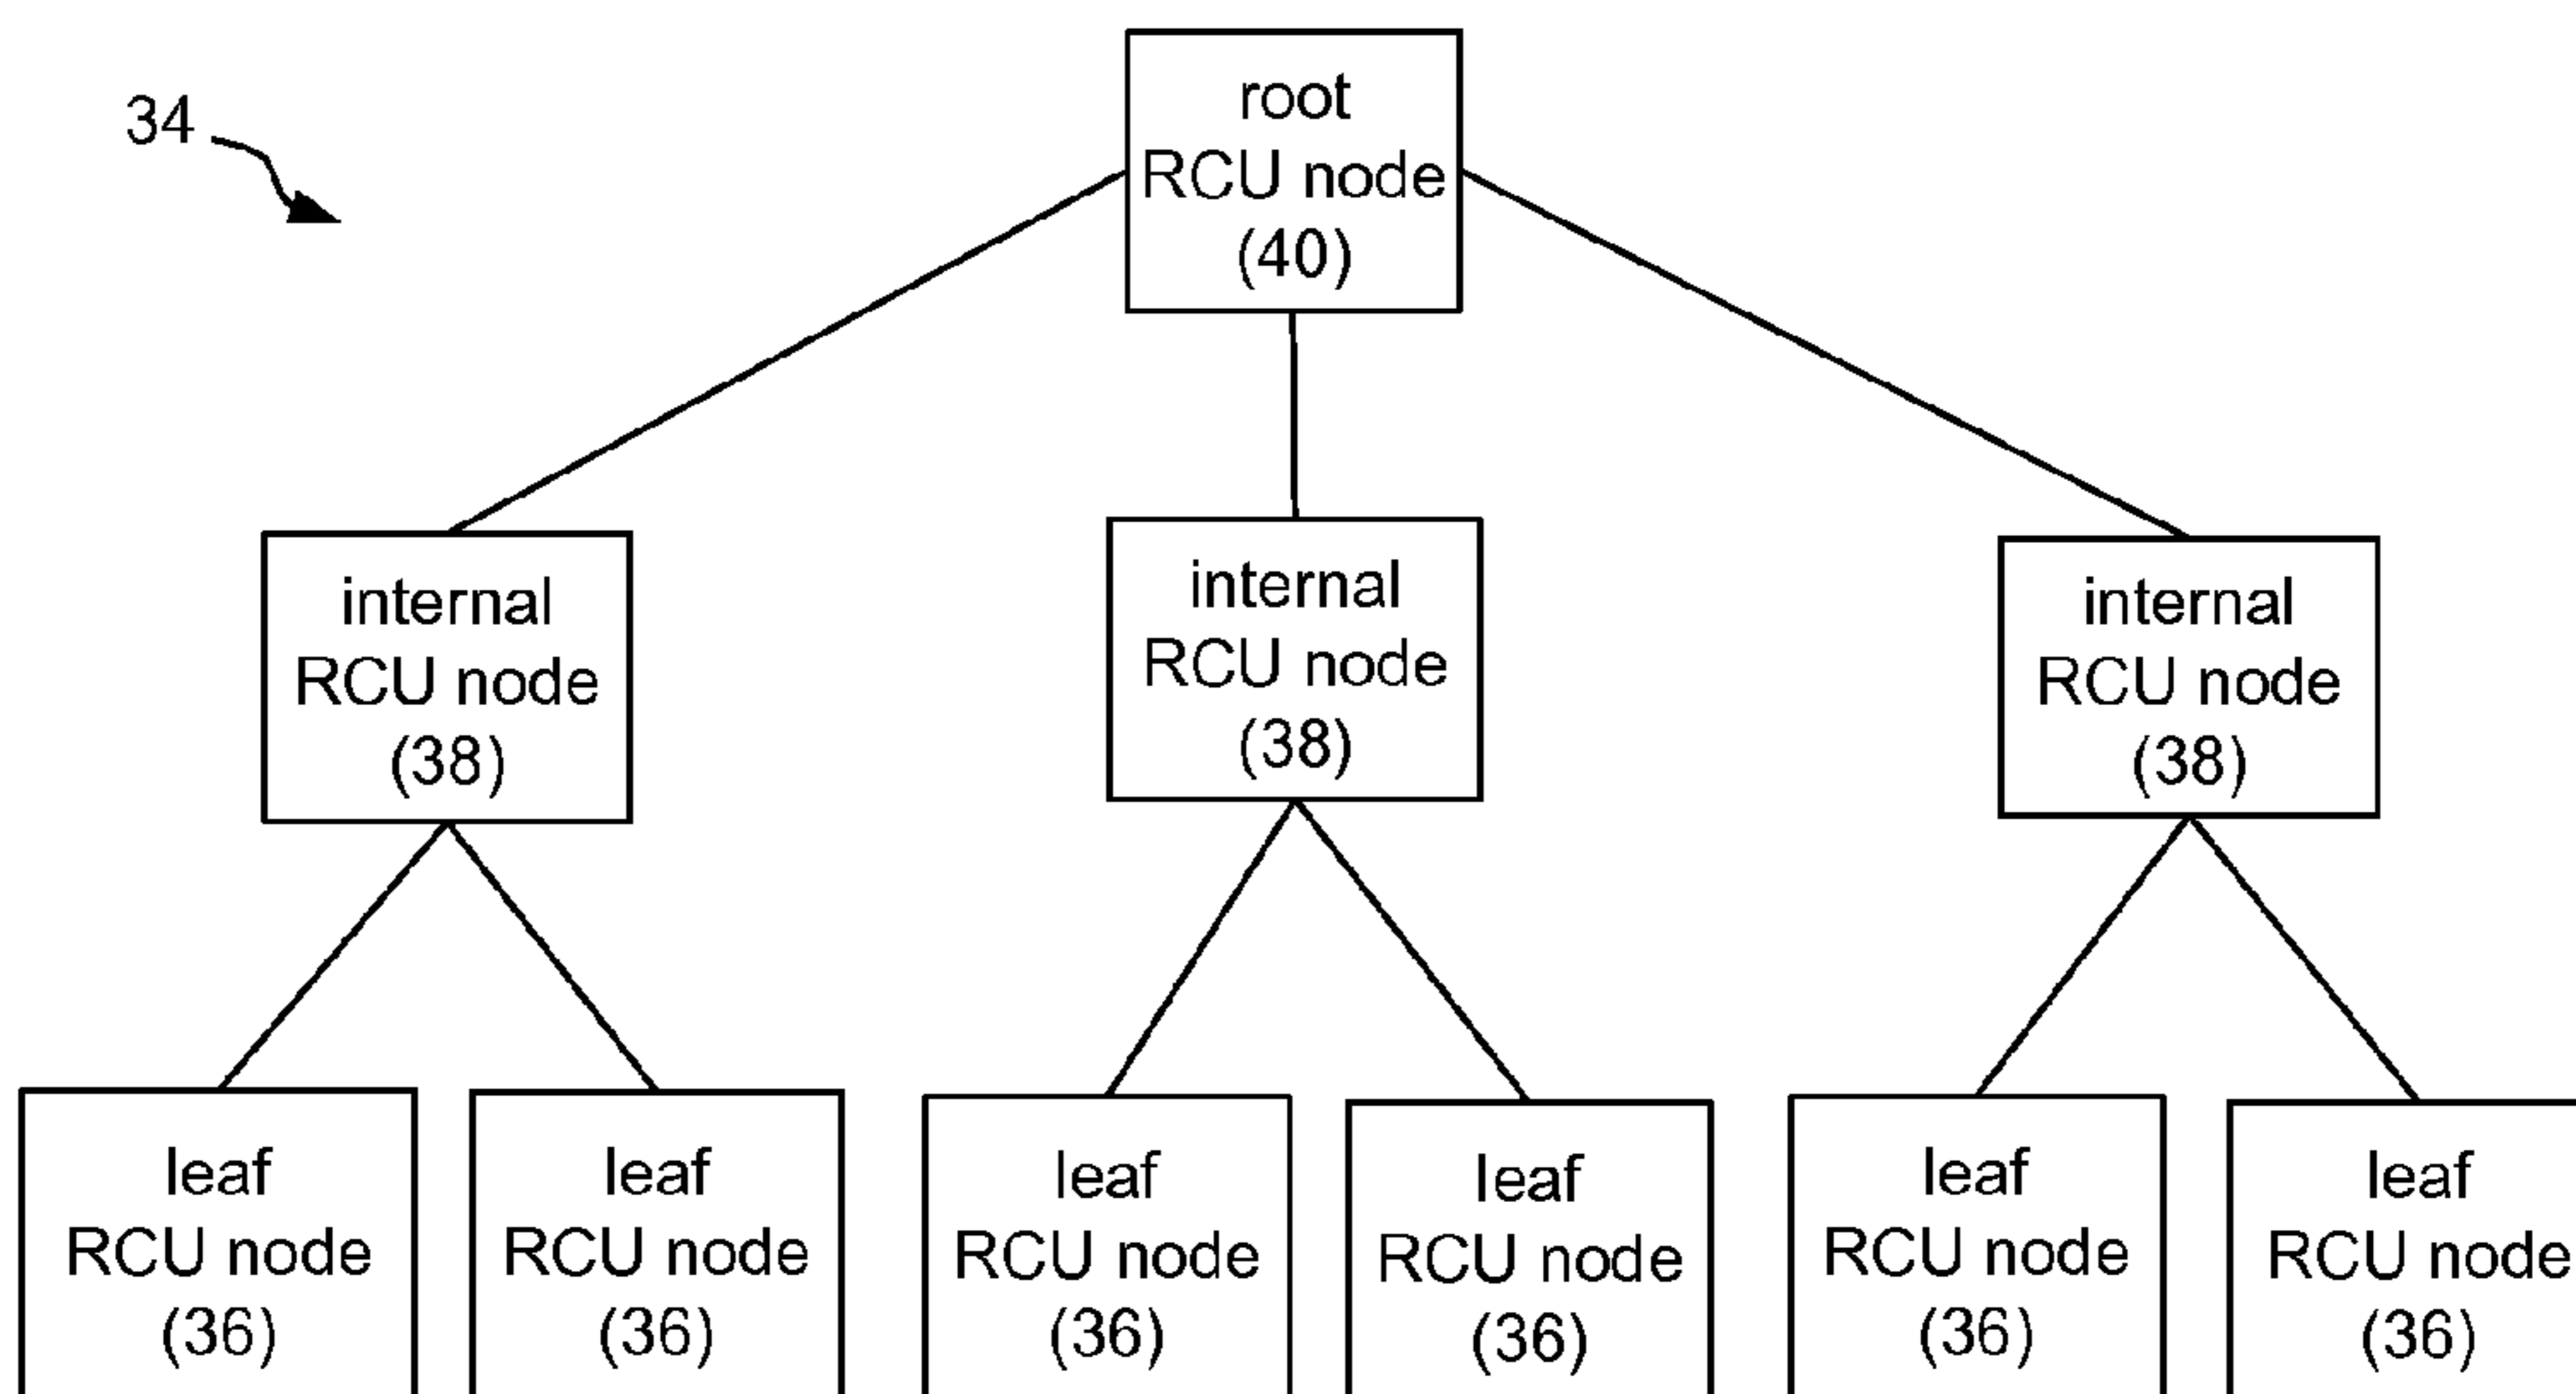 34
root
RCU node
(40)
internal
RCU node
(38)
internal
RCU node
(38)
internal
RCU node
(38)
leaf
RCU node
(36)
leaf
RCU node
(36)
leaf
RCU node
(36)
leaf
RCU node
(36)
leaf
RCU node
(36)
leaf
RCU node
(36)